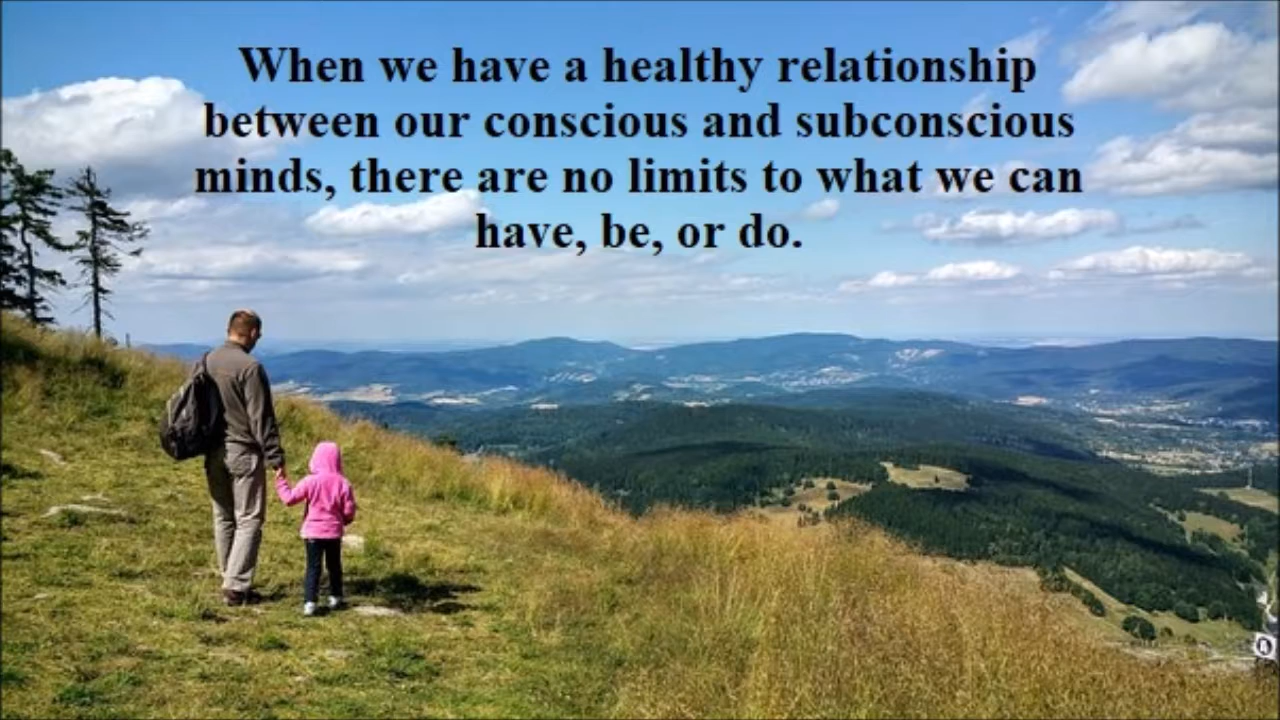 When we have a healthy relationship
between our conscious and subconscious
minds, there are no limits to what we can
have, be, or do.